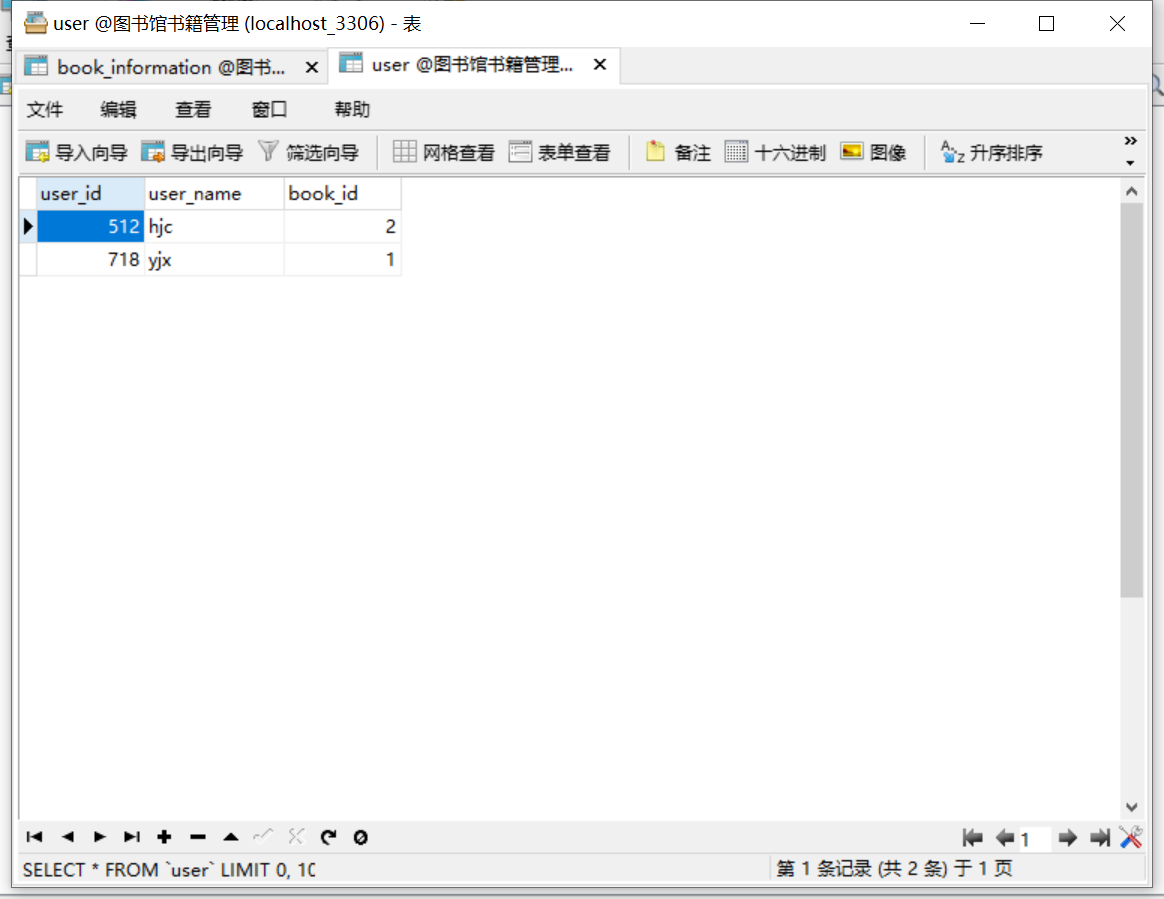 user @图书馆书籍管理 (localhost_3306) - 表
book_information @图书... user @图书馆书籍管理...
文件 编辑 查看 窗口 帮助
导入向导 导出向导 筛选向导 网格查看 表单查看 备注 十六进制 图像 升序排序
user_id user_name book_id
512 hjc 2
718 yjx 1
1
SELECT * FROM `user` LIMIT 0, 10 第 1 条记录 (共 2 条) 于 1 页